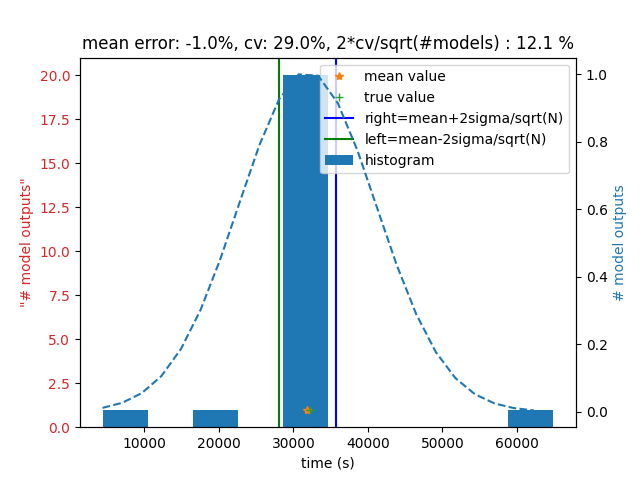 mean error: -1.0%, cv: 29.0%, 2*cv/sqrt(#models) : 12.1 %
mean value
true value
right=mean+2sigma/sqrt(N)
left=mean-2sigma/sqrt(N)
histogram
"# model outputs"
20.0
17.5
15.0
12.5
10.0
7.5
5.0
2.5
0.0
1.0
0.8
0.6
0.4
0.2
0.0
# model outputs
10000 20000 30000 40000 50000 60000
time (s)